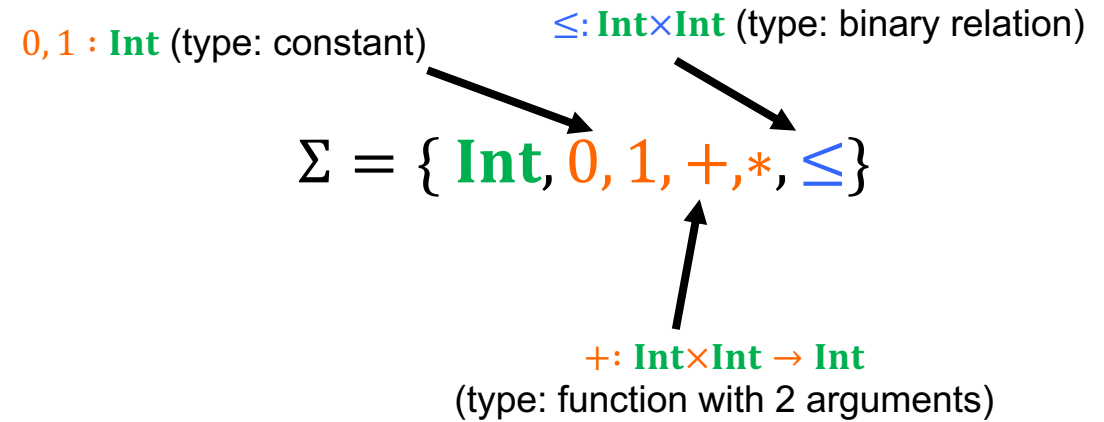 0, 1 : Int (type: constant)
≤: Int×Int (type: binary relation)
Σ = { Int, 0, 1, +,*, ≤}
+: Int×Int → Int
(type: function with 2 arguments)